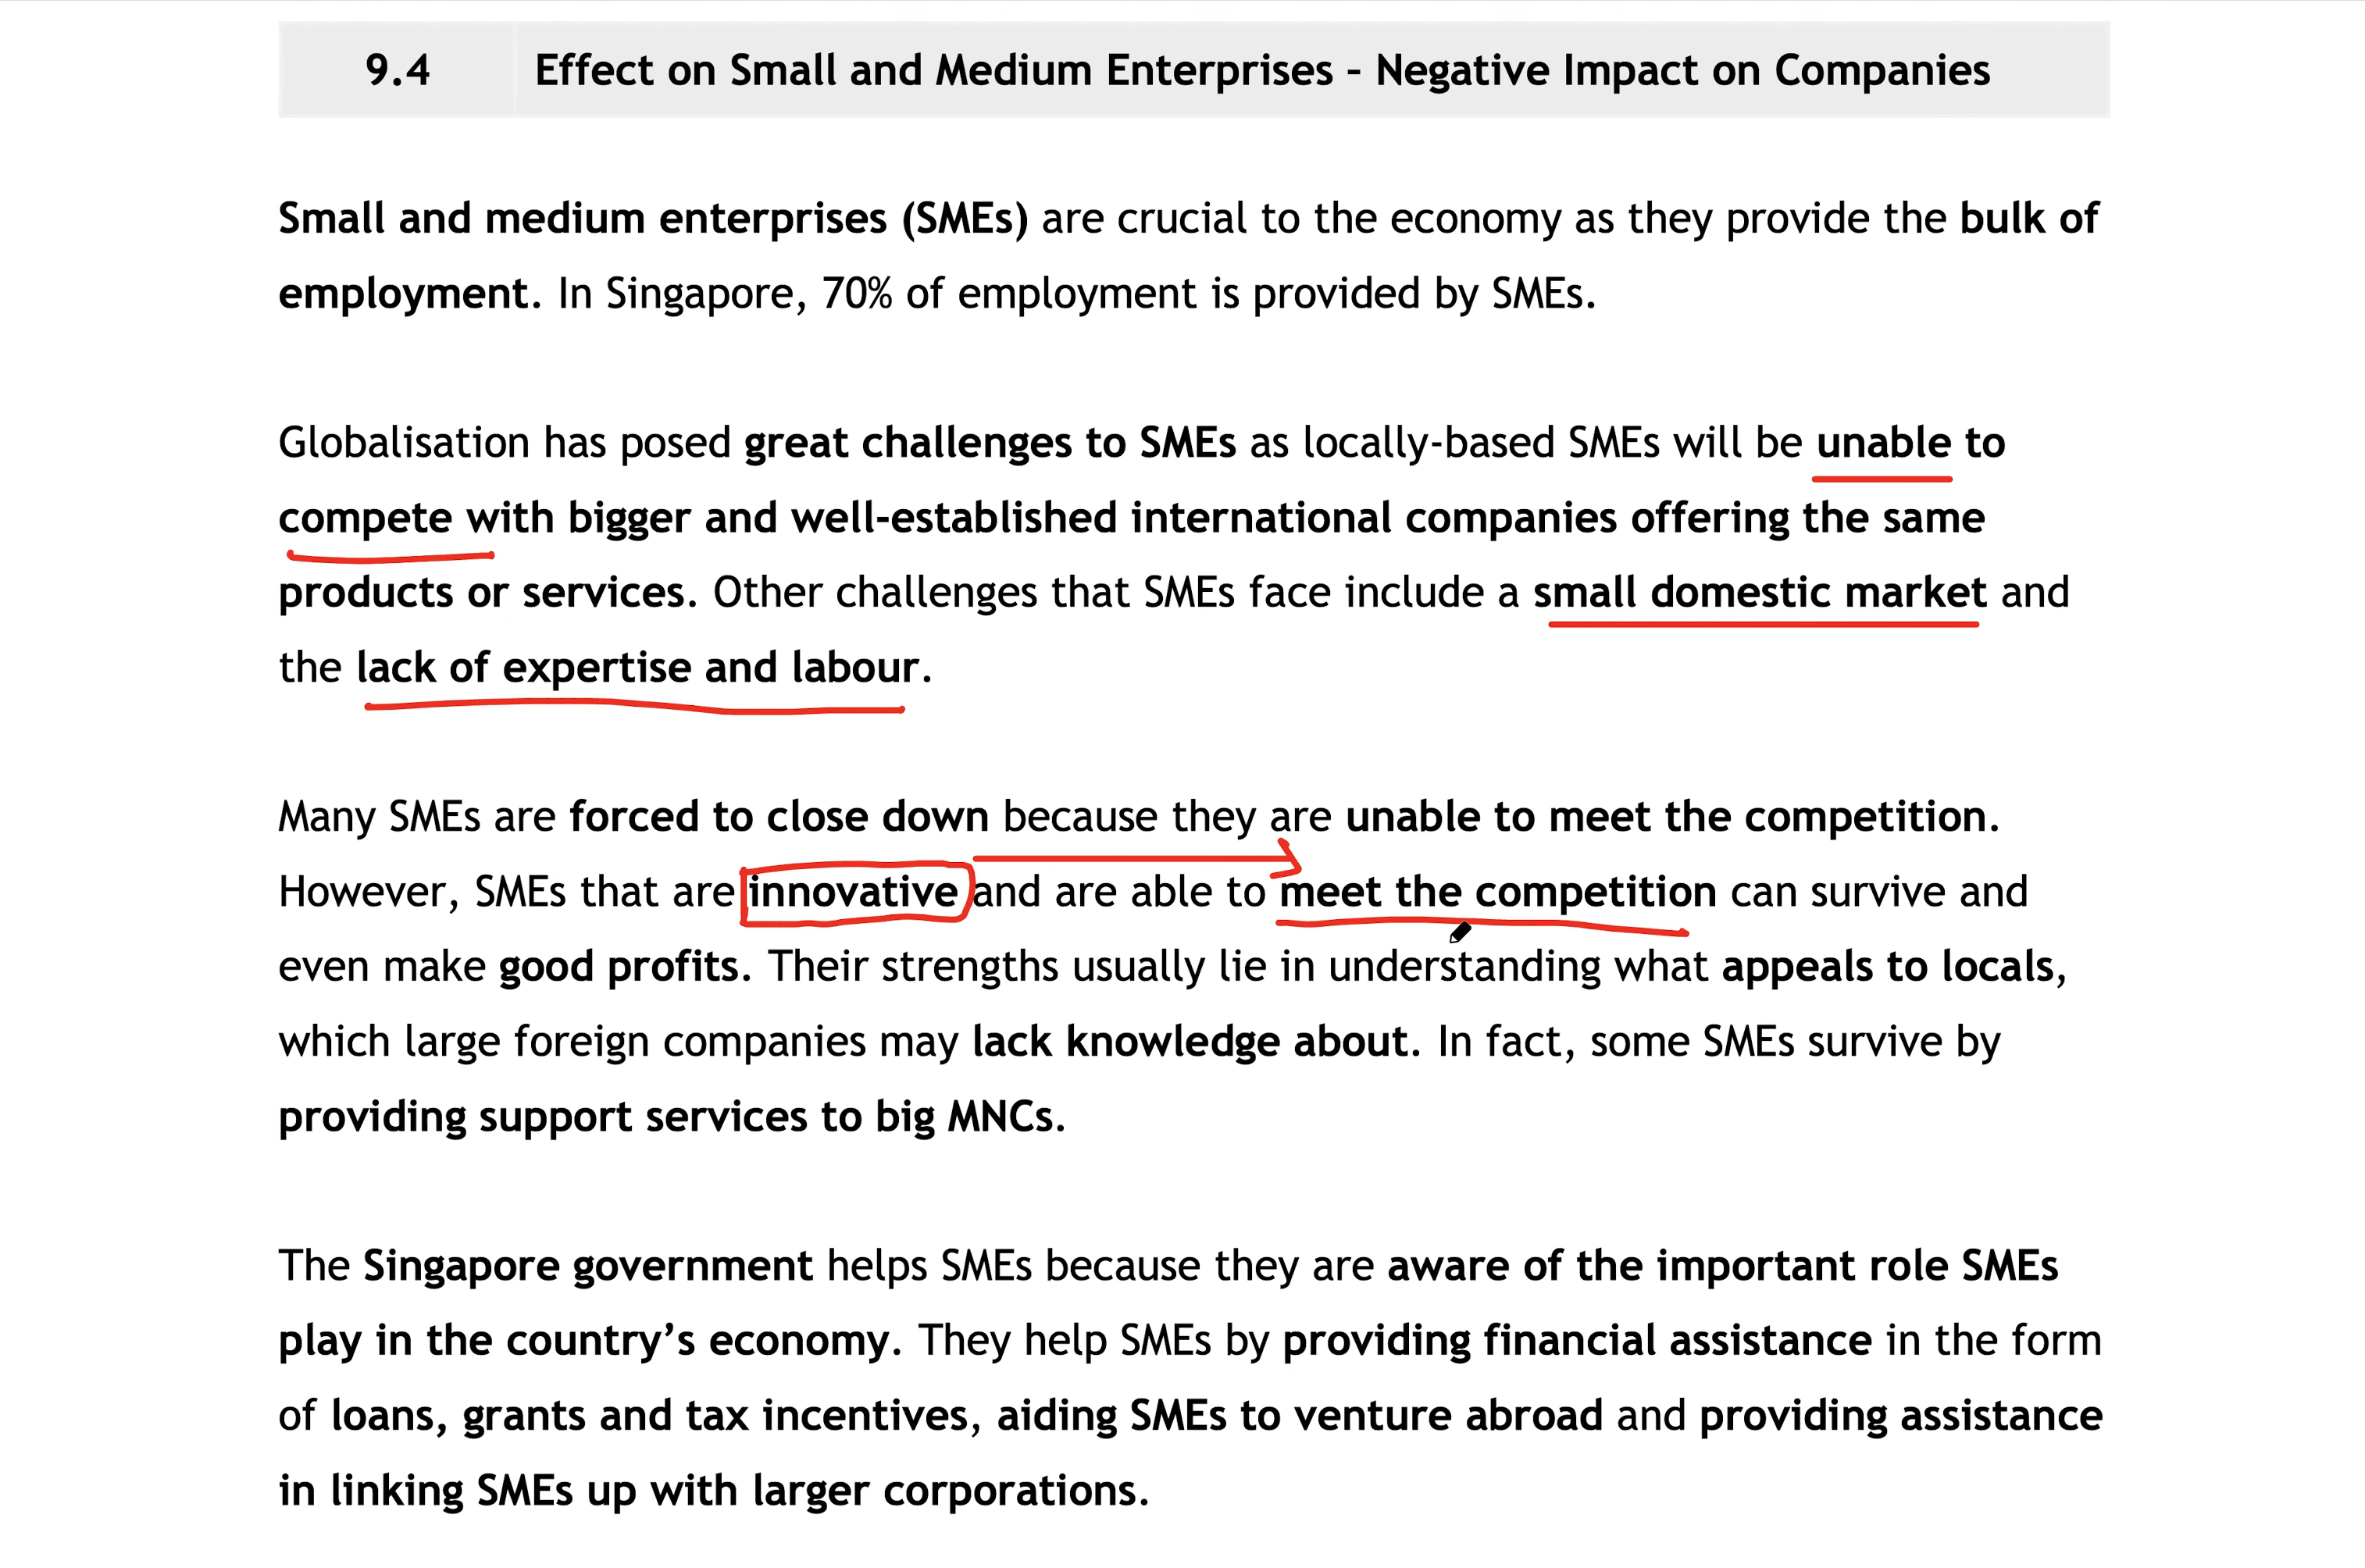 9.4 Effect on Small and Medium Enterprises - Negative Impact on Companies
Small and medium enterprises (SMEs) are crucial to the economy as they provide the bulk of
employment. In Singapore, 70% of employment is provided by SMEs.
Globalisation has posed great challenges to SMEs as locally-based SMEs will be unable to
compete with bigger and well-established international companies offering the same
products or services. Other challenges that SMEs face include a small domestic market and
the lack of expertise and labour.
Many SMEs are forced to close down because they are unable to meet the competition.
However, SMEs that are innovative and are able to meet the competition can survive and
even make good profits. Their strengths usually lie in understanding what appeals to locals,
which large foreign companies may lack knowledge about. In fact, some SMEs survive by
providing support services to big MNCs.
The Singapore government helps SMEs because they are aware of the important role SMEs
play in the country’s economy. They help SMEs by providing financial assistance in the form
of loans, grants and tax incentives, aiding SMEs to venture abroad and providing assistance
in linking SMEs up with larger corporations.